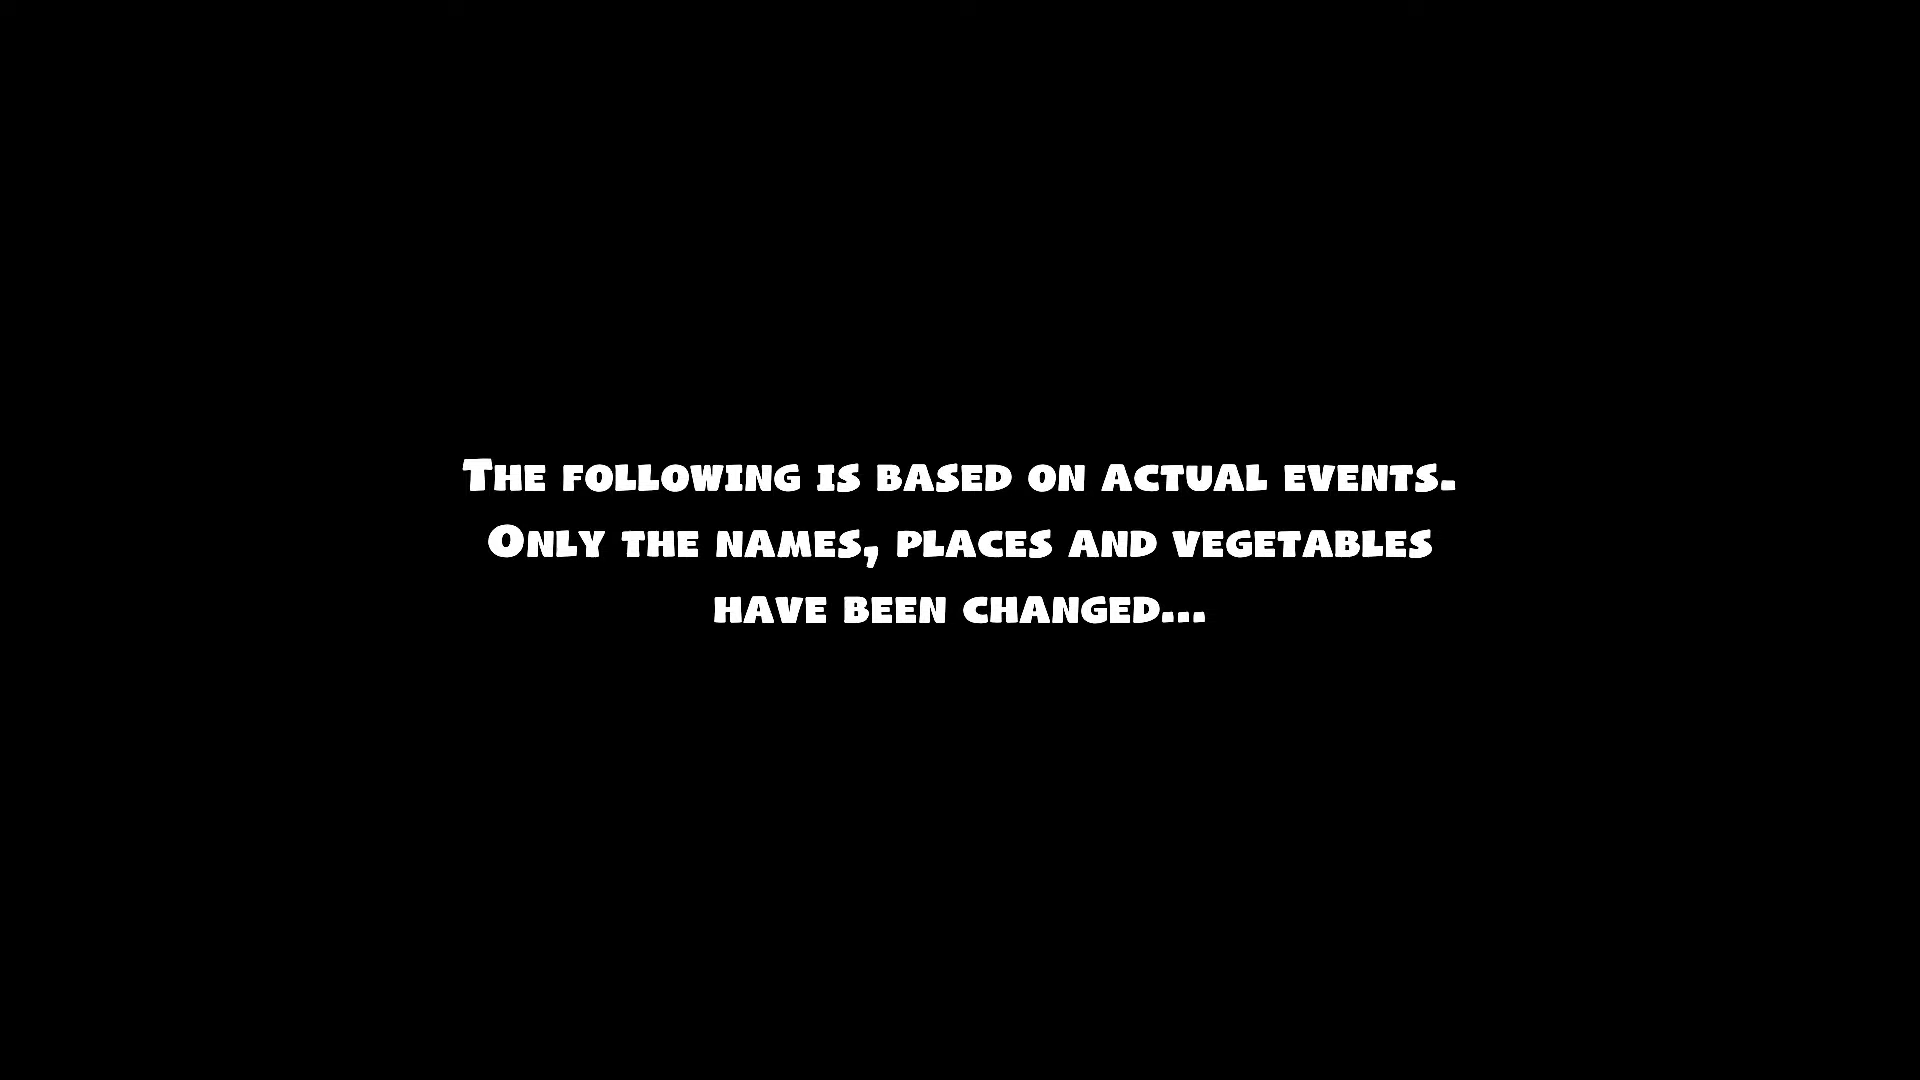 The following is based on actual events.
Only the names, places and vegetables
have been changed...